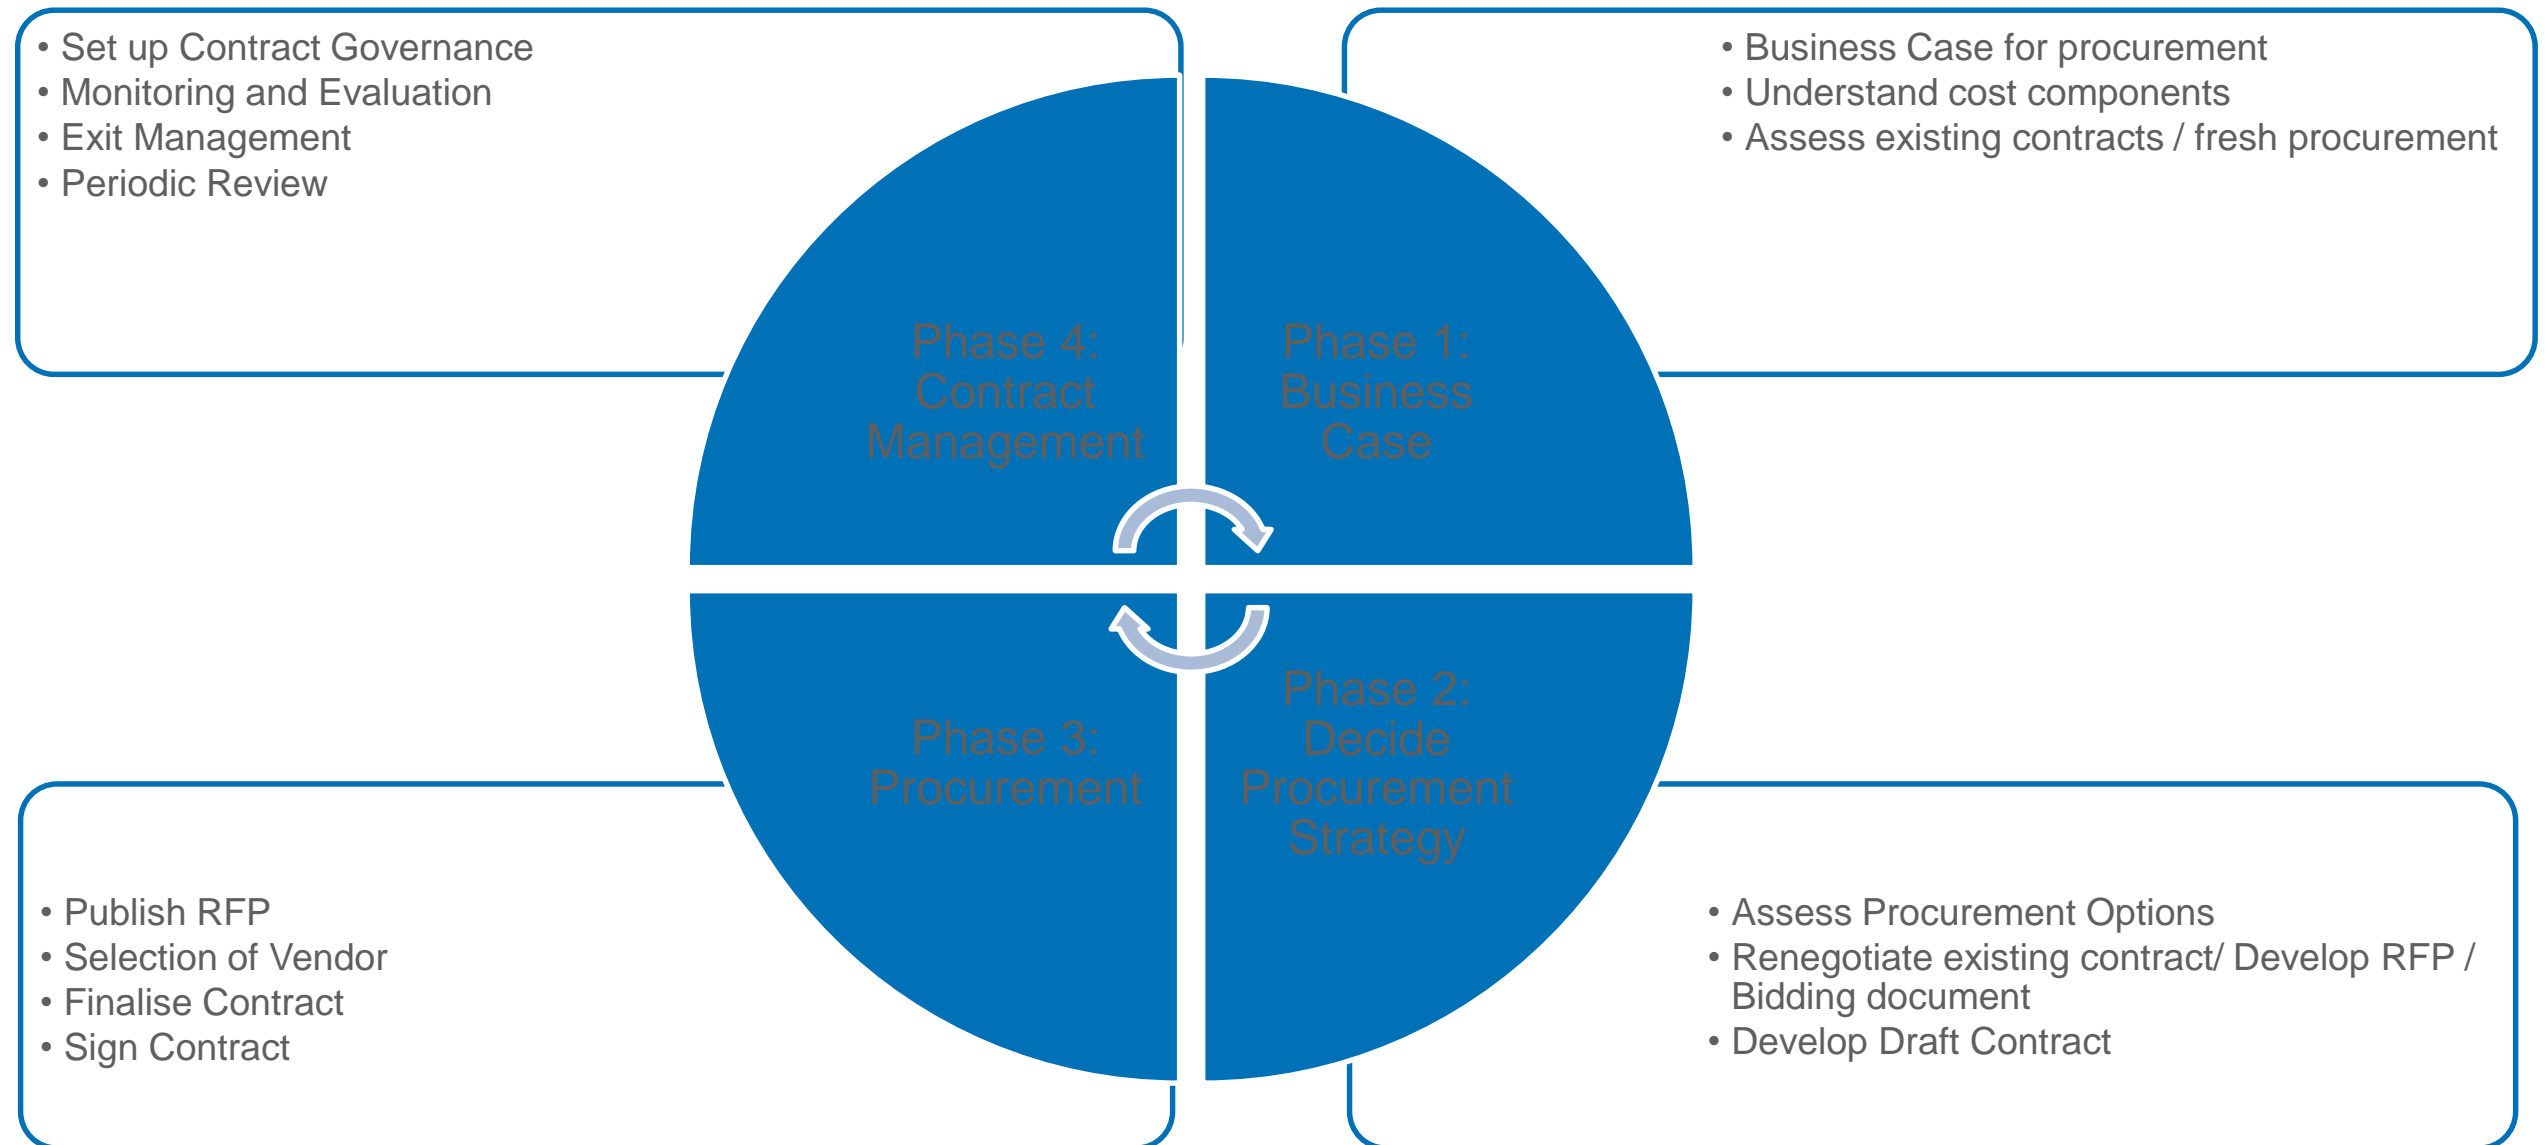 • Set up Contract Governance
• Monitoring and Evaluation
• Exit Management
• Periodic Review
• Business Case for procurement
• Understand cost components
• Assess existing contracts / fresh procurement
Phase 4:
Contract
Management
Phase 1:
Business
Case
Phase 3:
Procurement
Phase 2:
Decide
Procurement
Strategy
• Publish RFP
• Selection of Vendor
• Finalise Contract
• Sign Contract
• Assess Procurement Options
• Renegotiate existing contract/ Develop RFP /
Bidding document
• Develop Draft Contract